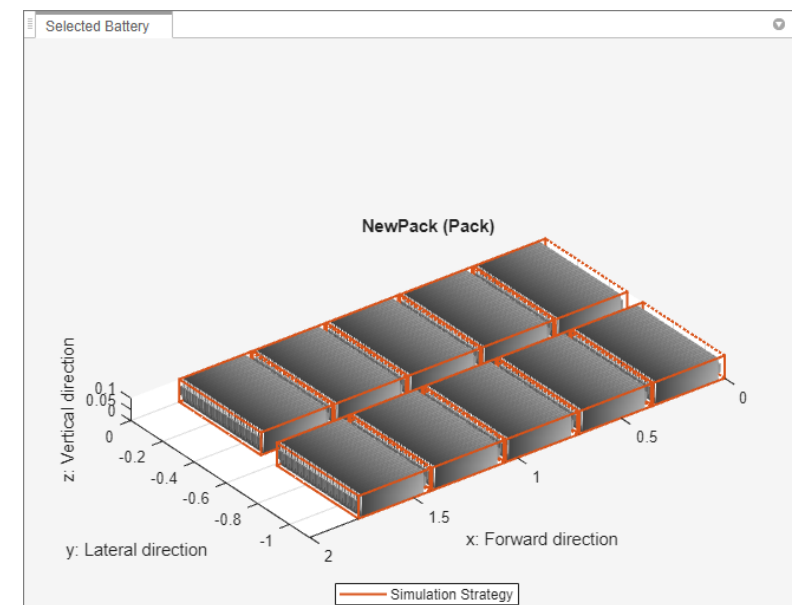 Selected Battery
NewPack (Pack)
z: Vertical direction
0.1
0.05
0
0
-0.2
-0.4
-0.6
-0.8
-1
y: Lateral direction
0
0.5
1
1.5
2
x: Forward direction
Simulation Strategy